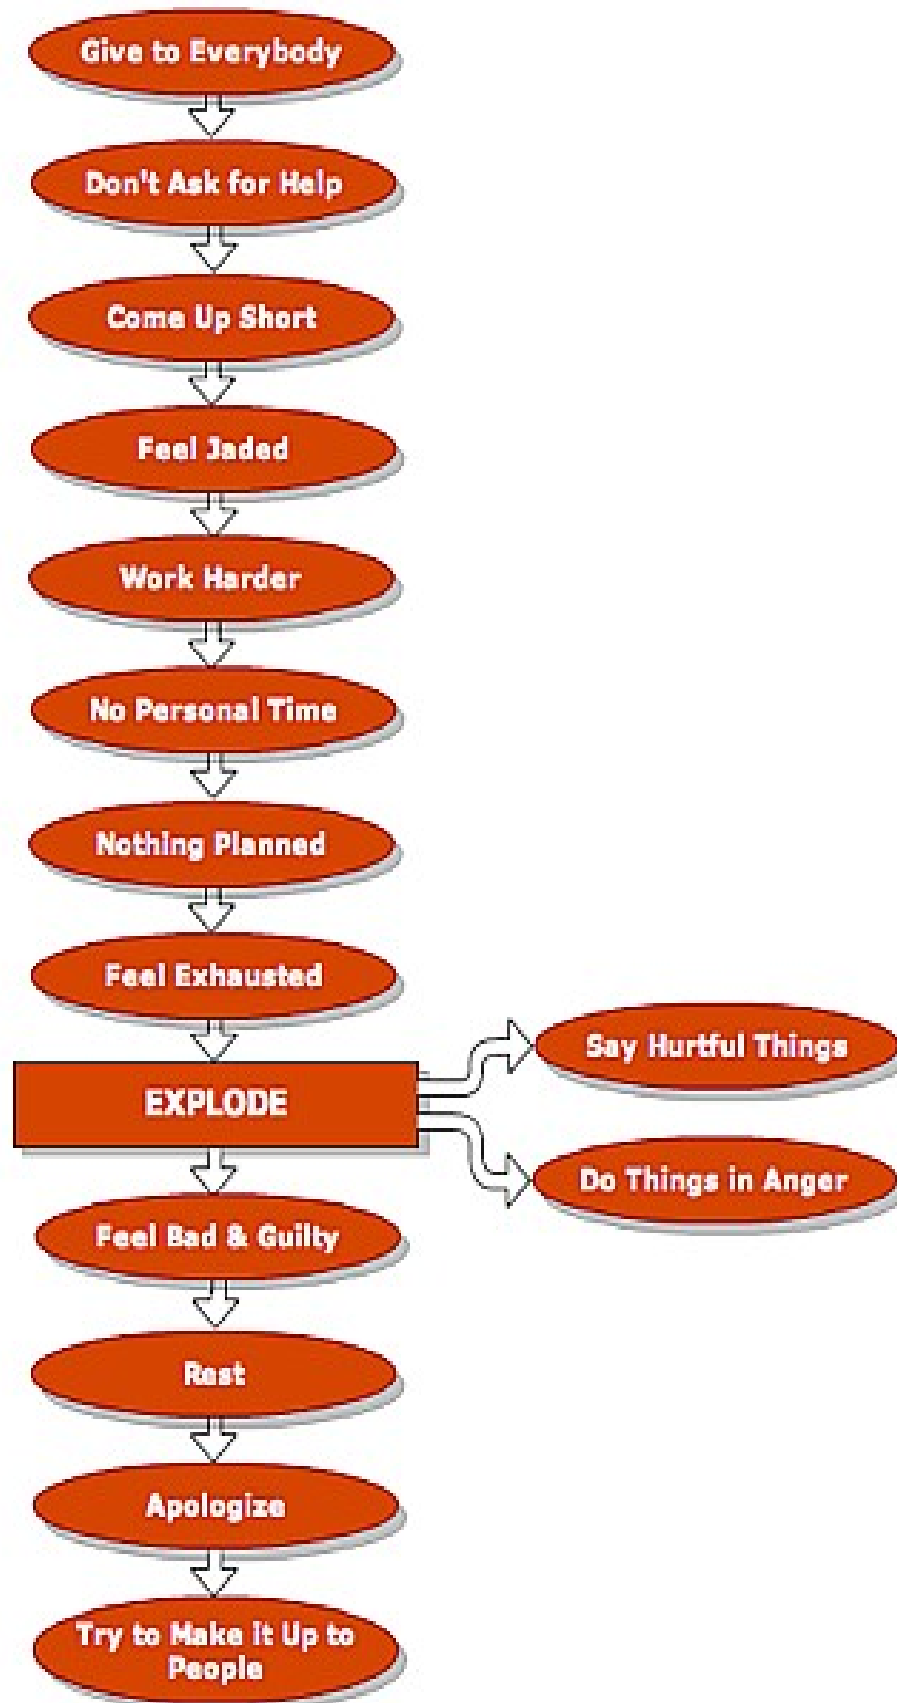 Give to Everybody
Don't Ask for Help
Come Up Short
Feel Jaded
Work Harder
No Personal Time
Nothing Planned
Feel Exhausted
EXPLODE
Say Hurtful Things
Do Things in Anger
Feel Bad & Guilty
Rest
Apologize
Try to Make it Up to
People